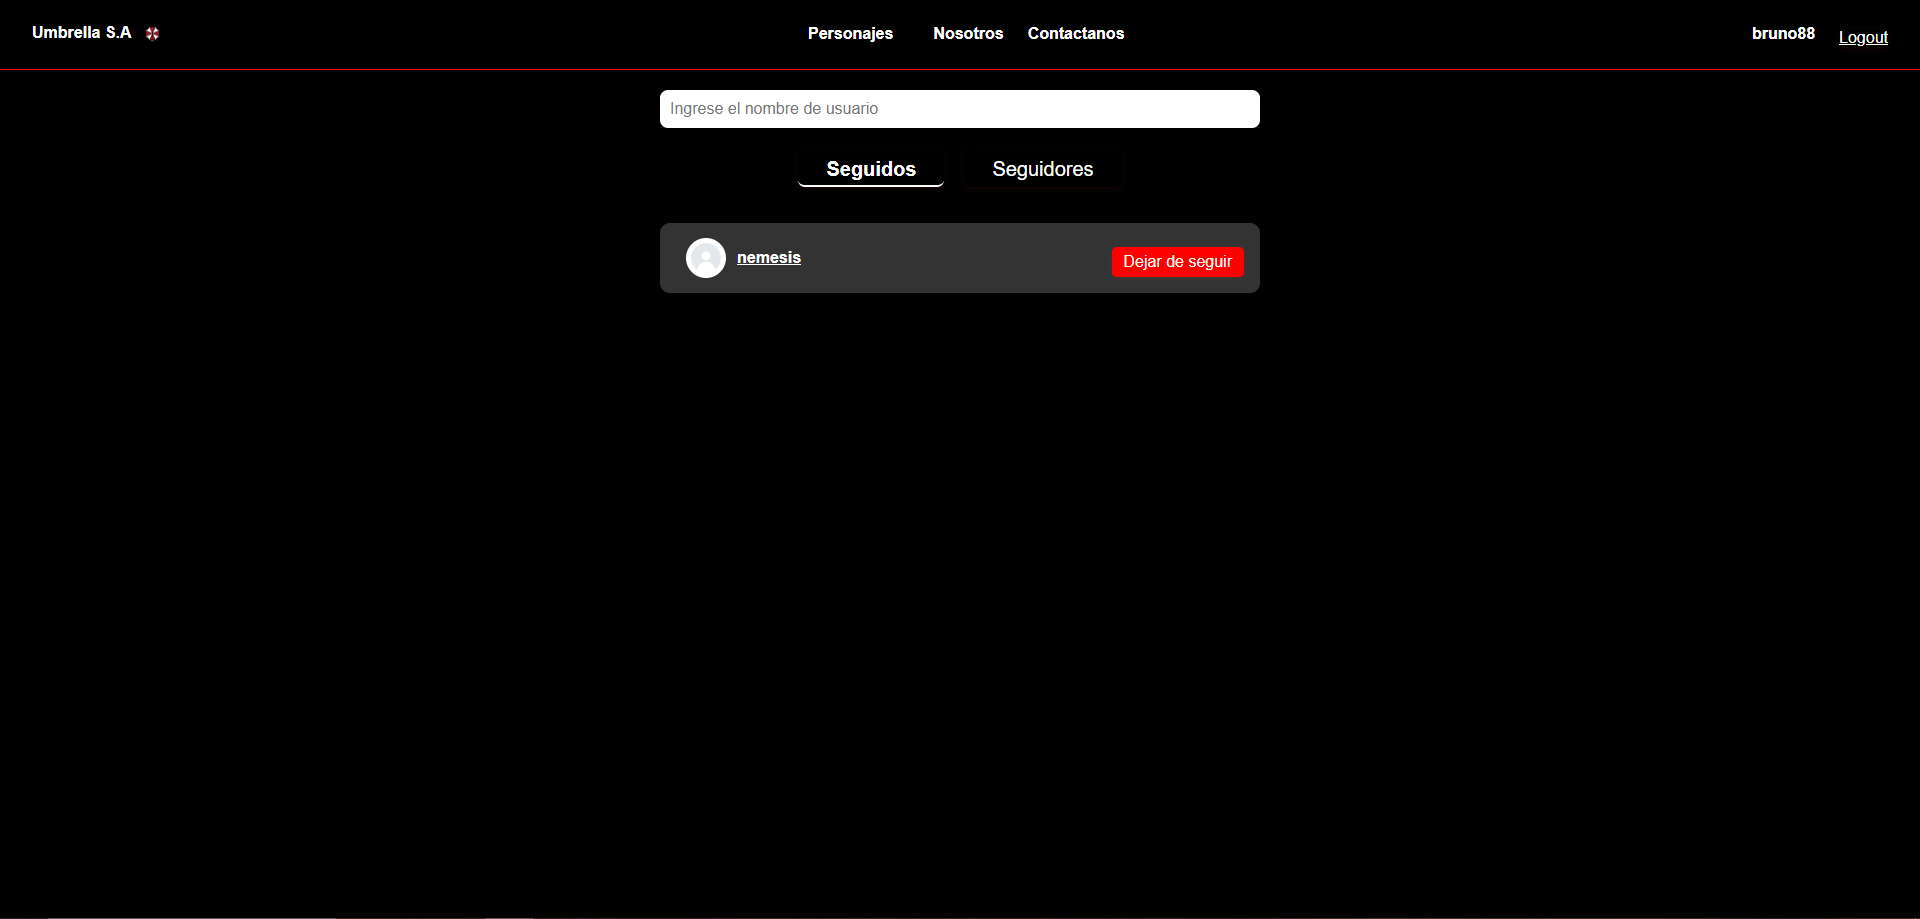 Umbrella S.A
Personajes Nosotros Contactanos
bruno88 Logout
Ingrese el nombre de usuario
Seguidos Seguidores
nemesis Dejar de seguir